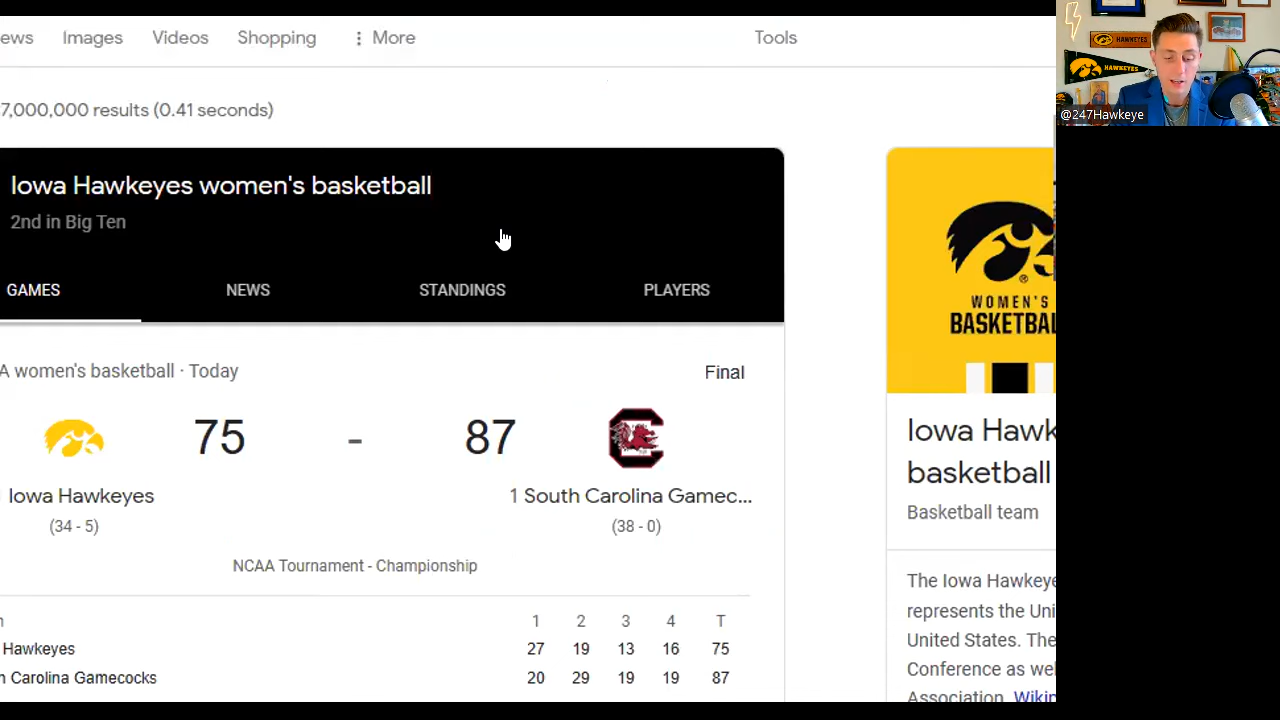 ews Images Videos Shopping More Tools
7,000,000 results (0.41 seconds)
HAWKEYES
HAWKEYES
@247Hawkeye
Iowa Hawkeyes women's basketball
2nd in Big Ten
GAMES NEWS STANDINGS PLAYERS
A women's basketball · Today Final
75 - 87
Iowa Hawkeyes 1 South Carolina Gamec...
(34 - 5) (38 - 0)
NCAA Tournament - Championship
1 2 3 4 T
Hawkeyes 27 19 13 16 75
h Carolina Gamecocks 20 29 19 19 87
WOMEN'S
BASKETBAL
Iowa Hawk
basketball
Basketball team
The Iowa Hawkeye
represents the Uni
United States. The
Conference as wel
Association. Wikip